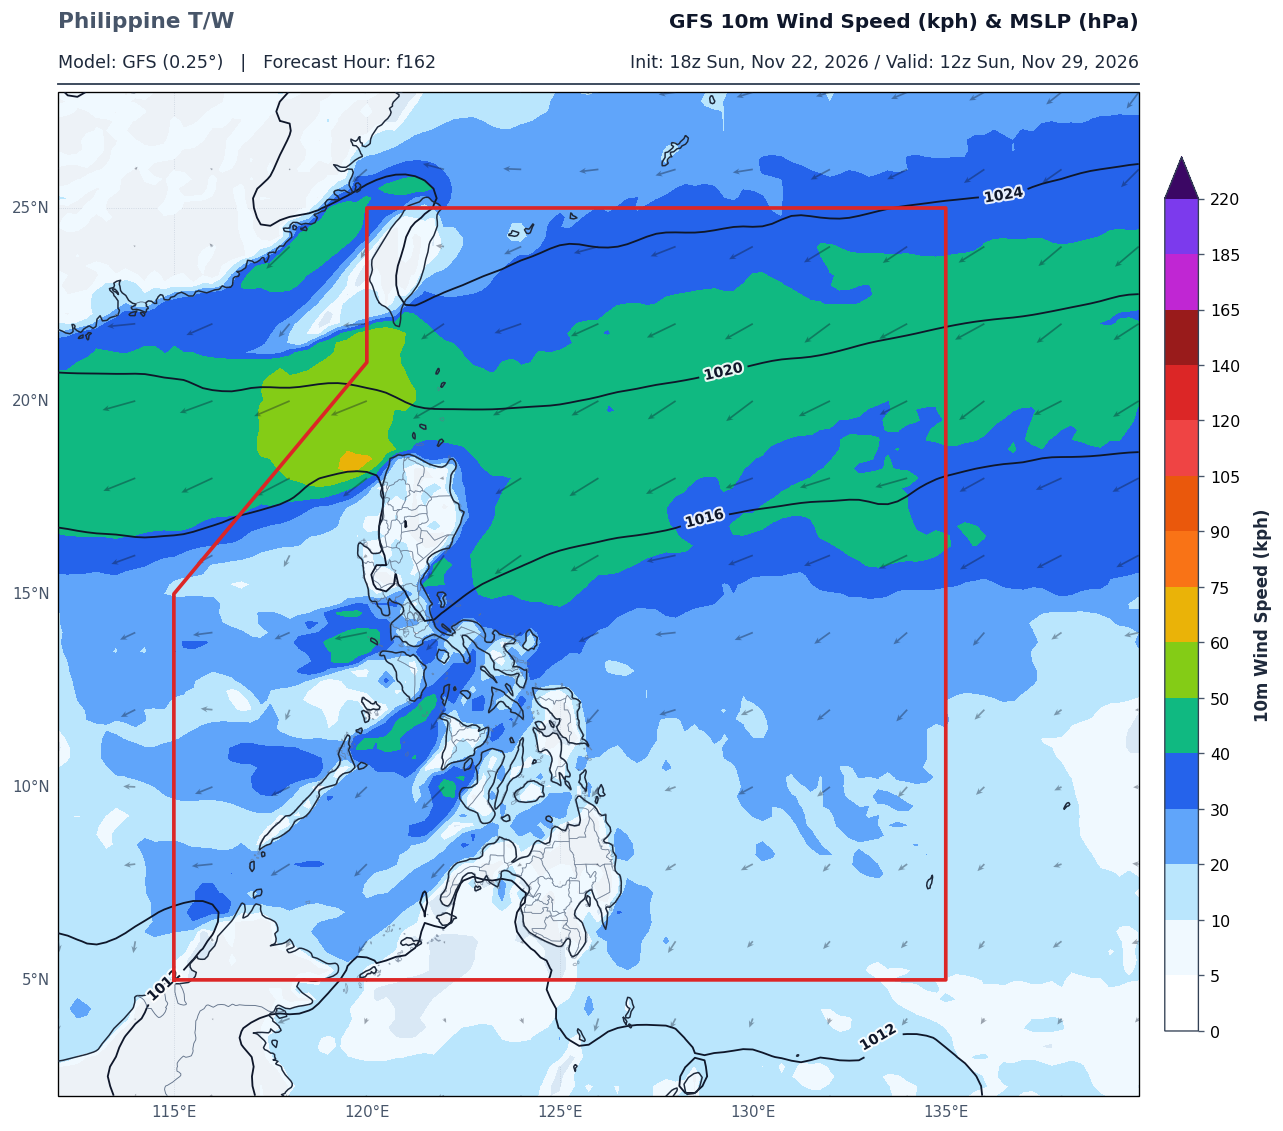 Philippine T/W
GFS 10m Wind Speed (kph) & MSLP (hPa)
Model: GFS (0.25°) | Forecast Hour: f162
Init: 18z Sun, Nov 22, 2026 / Valid: 12z Sun, Nov 29, 2026
25°N
20°N
15°N
10°N
5°N
115°E
120°E
125°E
130°E
135°E
1024
1020
1016
1012
1012
220
185
165
140
120
105
90
75
60
50
40
30
20
10
5
0
10m Wind Speed (kph)